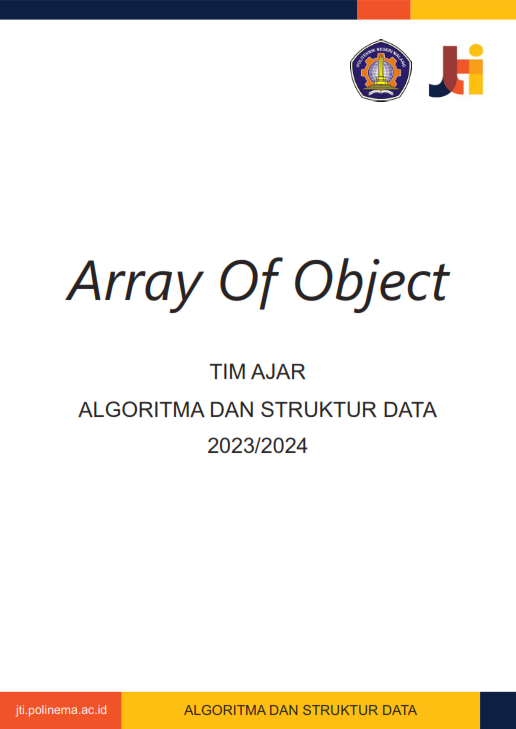 POLITEKNIK NEGERI MALANG
jti
Array Of Object
TIM AJAR
ALGORITMA DAN STRUKTUR DATA
2023/2024
jti.polinema.ac.id
ALGORITMA DAN STRUKTUR DATA